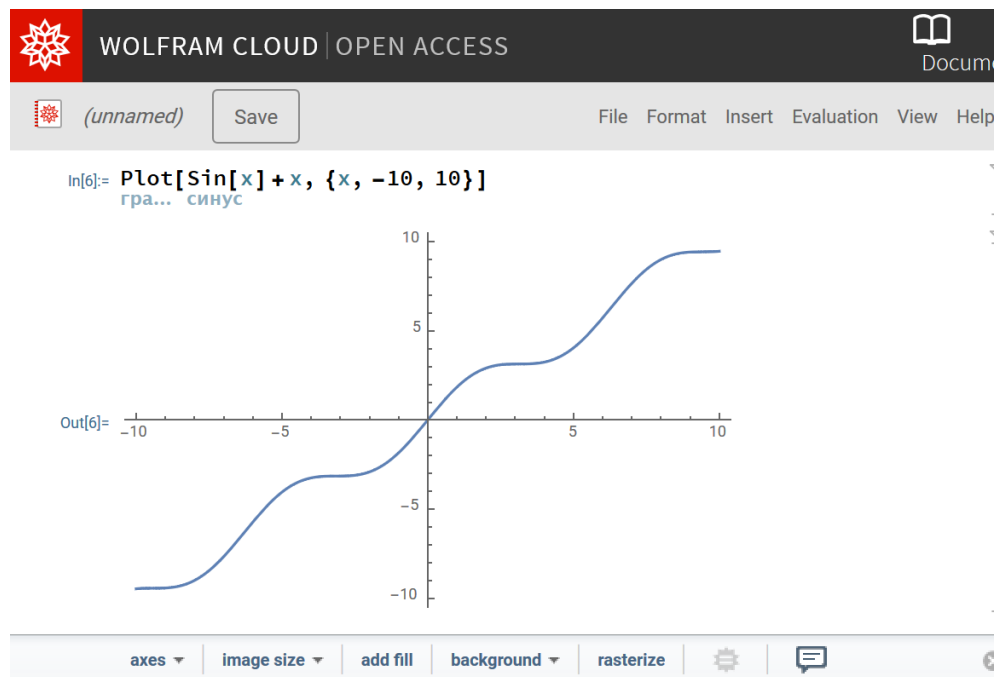 WOLFRAM CLOUD | OPEN ACCESS
Docume
(unnamed) Save File Format Insert Evaluation View Help
In[6]:= Plot[Sin[x] + x, {x, -10, 10}]
гра... синус
10
5
Out[6]=
-10 -5 5 10
-5
-10
axes image size add fill background rasterize